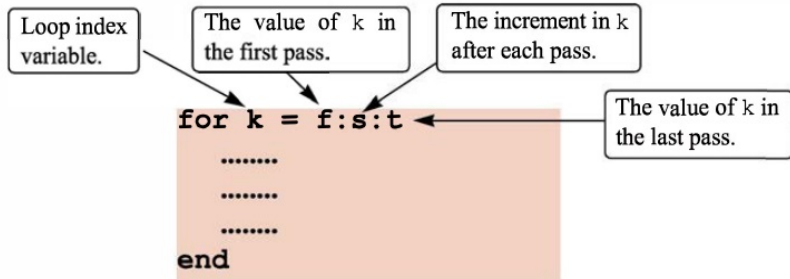 Loop index
variable.
The value of k in
the first pass.
The increment in k
after each pass.
The value of k in
the last pass.
for k = f:s:t
........
........
........
end